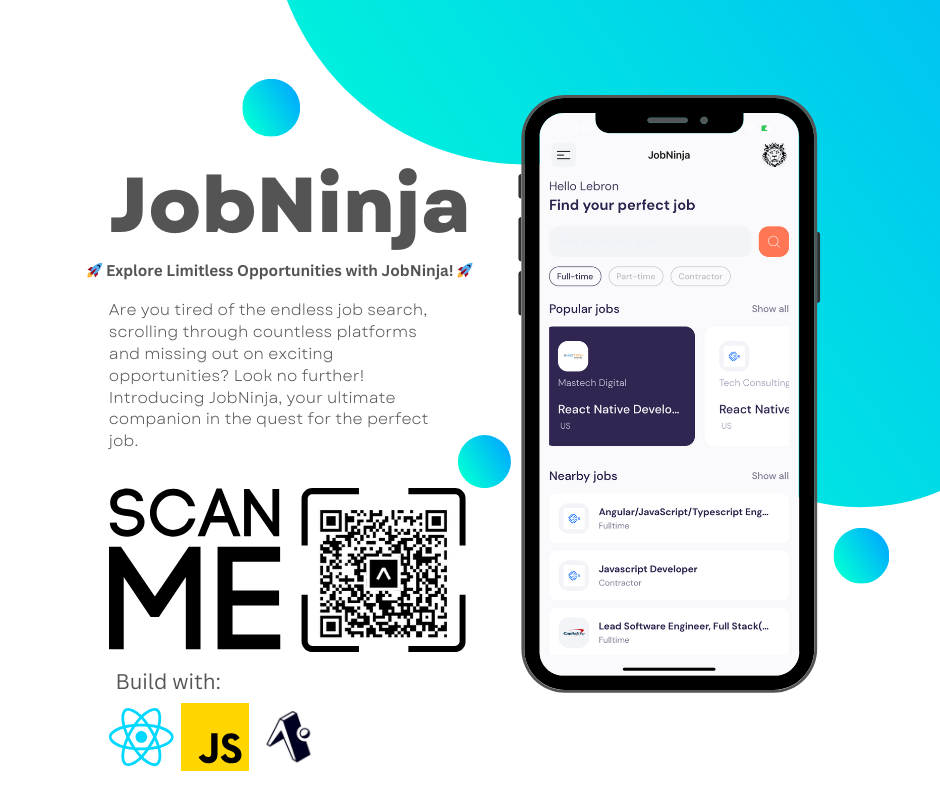 JobNinja
🚀 Explore Limitless Opportunities with JobNinja! 🚀
Are you tired of the endless job search,
scrolling through countless platforms
and missing out on exciting
opportunities? Look no further!
Introducing JobNinja, your ultimate
companion in the quest for the perfect
job.
SCAN
ME
Build with:
JS
JobNinja
Hello Lebron
Find your perfect job
Full-time Part-time Contractor
Popular jobs Show all
Mastech Digital Tech Consulting
React Native Develo... React Native
US US
Nearby jobs Show all
Angular/JavaScript/Typescript Eng...
Fulltime
Javascript Developer
Contractor
Capital One
Lead Software Engineer, Full Stack(...
Fulltime